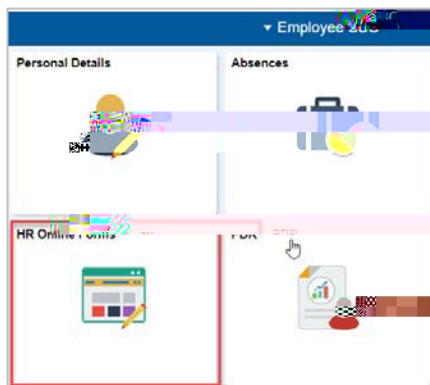 Employee
Personal Details
Absences
HR Online Forms
PDR